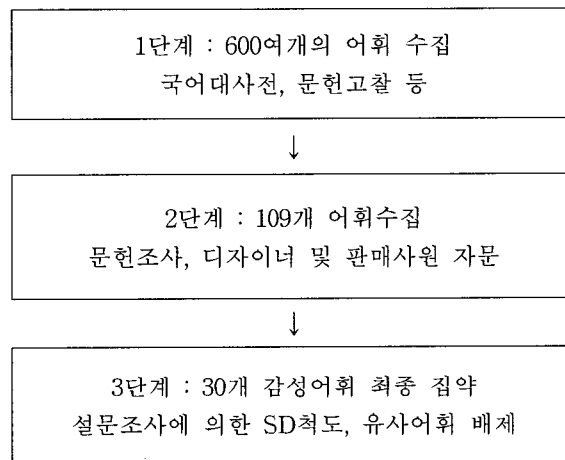 1단계 : 600여개의 어휘 수집
국어대사전, 문헌고찰 등
↓
2단계 : 109개 어휘수집
문헌조사, 디자이너 및 판매사원 자문
↓
3단계 : 30개 감성어휘 최종 집약
설문조사에 의한 SD척도, 유사어휘 배제